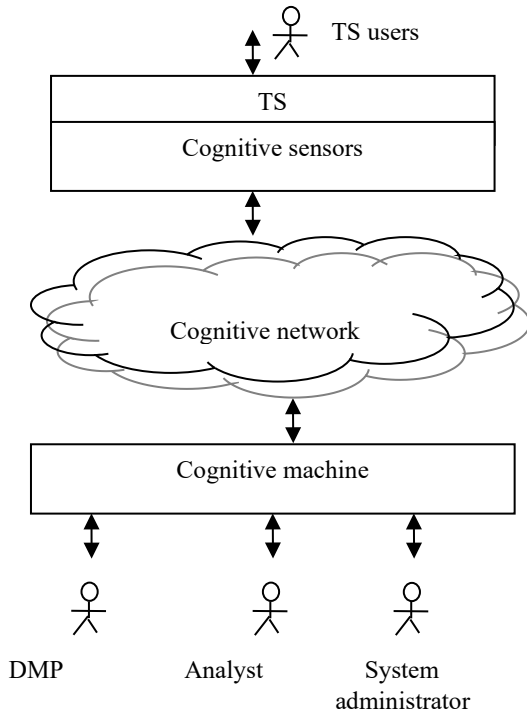 TS users
TS
Cognitive sensors
Cognitive network
Cognitive machine
DMP Analyst System
administrator